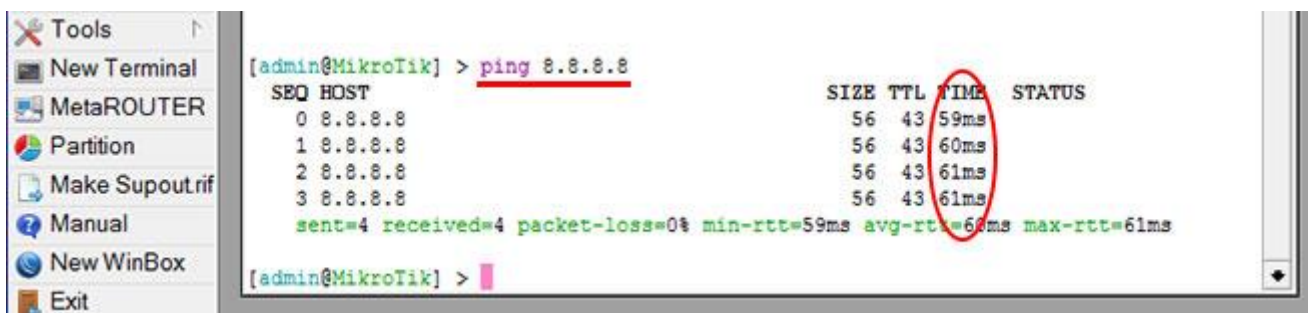 Tools
New Terminal
MetaROUTER
Partition
Make Supout.rif
Manual
New WinBox
Exit
[admin@MikroTik] > ping 8.8.8.8
SEQ HOST SIZE TTL TIME STATUS
0 8.8.8.8 56 43 59ms
1 8.8.8.8 56 43 60ms
2 8.8.8.8 56 43 61ms
3 8.8.8.8 56 43 61ms
sent=4 received=4 packet-loss=0% min-rtt=59ms avg-rtt=60ms max-rtt=61ms
[admin@MikroTik] >